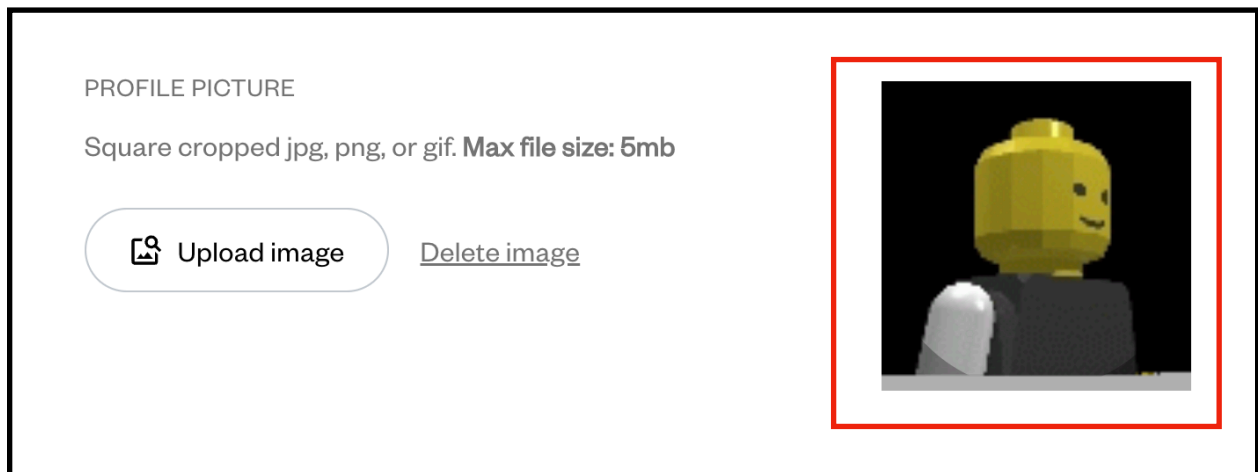 PROFILE PICTURE
Square cropped jpg, png, or gif. Max file size: 5mb
Upload image
Delete image